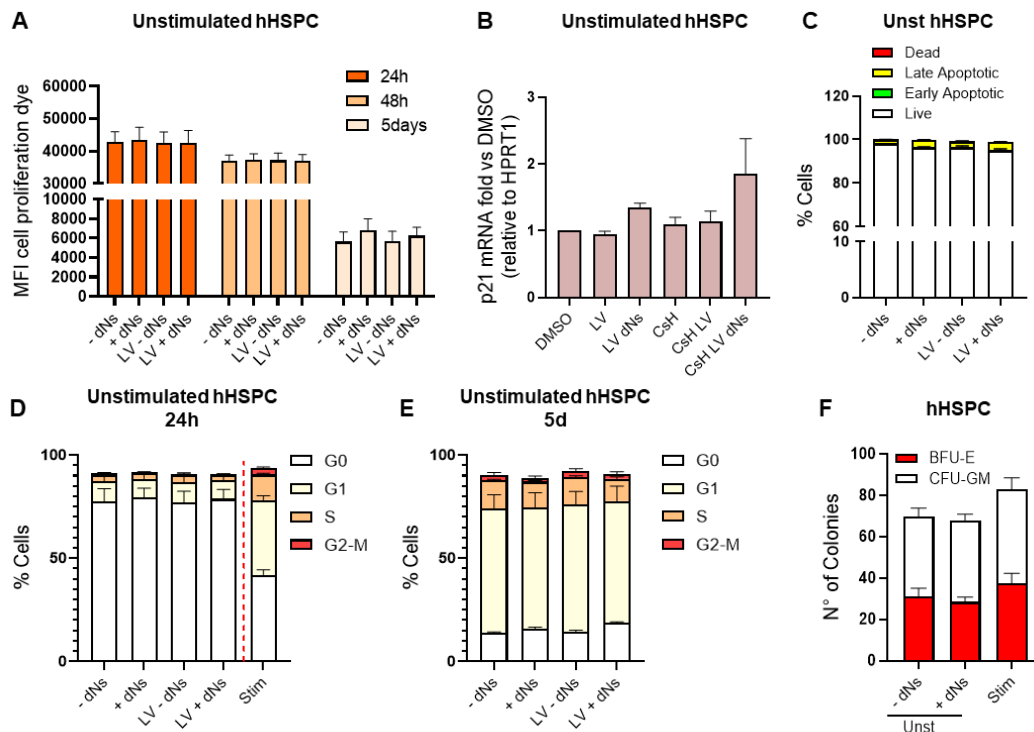 A
Unstimulated hHSPC
24h
48h
5days
MFI cell proliferation dye
60000
50000
40000
30000
10000
8000
6000
4000
2000
0
- dNs
+ dNs
LV - dNs
LV + dNs
- dNs
+ dNs
LV - dNs
LV + dNs
- dNs
+ dNs
LV - dNs
LV + dNs
B
Unstimulated hHSPC
p21 mRNA fold vs DMSO
(relative to HPRT1)
3
2
1
0
DMSO
LV
LV dNs
CsH
CsH LV
CsH LV dNs
C
Unst hHSPC
Dead
Late Apoptotic
Early Apoptotic
Live
% Cells
120
100
80
60
10
0
- dNs
+ dNs
LV - dNs
LV + dNs
D
Unstimulated hHSPC
24h
G0
G1
S
G2-M
% Cells
100
50
0
- dNs
+ dNs
LV - dNs
LV + dNs
Stim
E
Unstimulated hHSPC
5d
G0
G1
S
G2-M
% Cells
100
50
0
- dNs
+ dNs
LV - dNs
LV + dNs
F
hHSPC
BFU-E
CFU-GM
N° of Colonies
100
80
60
40
20
0
- dNs
+ dNs
Stim
Unst